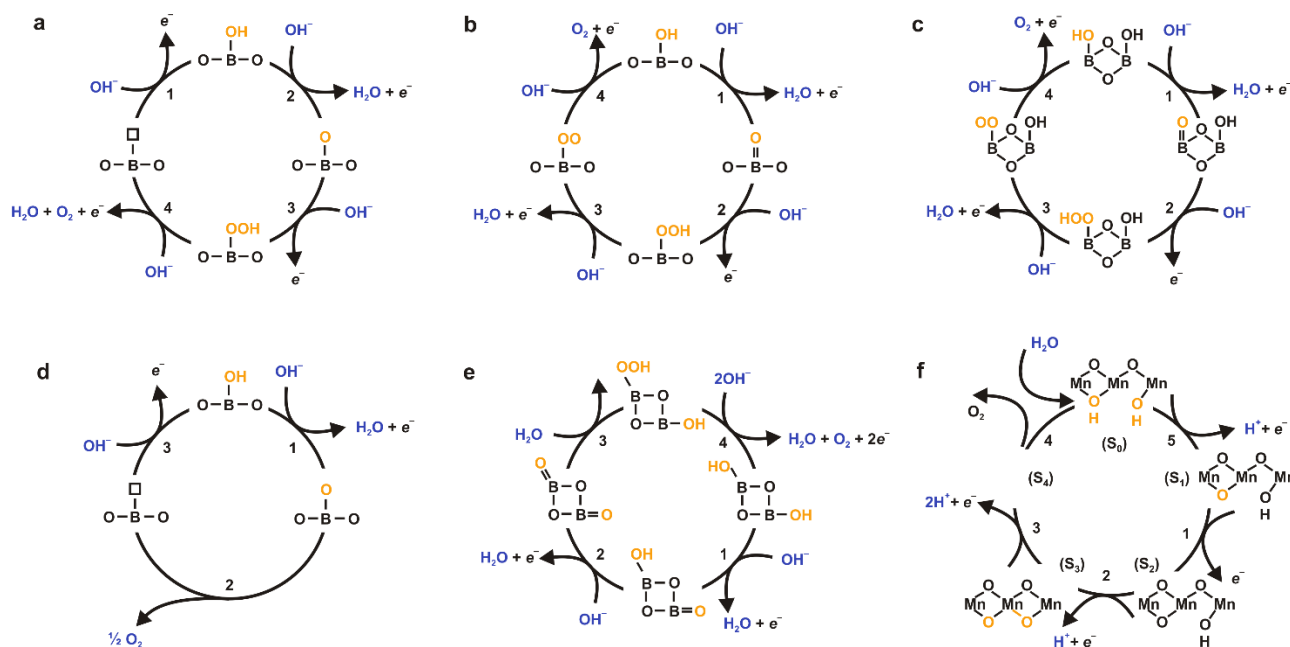 a
e⁻
OH
OH⁻
O–B–O
OH⁻
1
2
H₂O + e⁻
O
B
O–B–O
O–B–O
H₂O + O₂ + e⁻
4
3
OH⁻
OOH
O–B–O
OH⁻
e⁻
b
O₂ + e⁻
OH
OH⁻
O–B–O
OH⁻
4
1
H₂O + e⁻
OO
O
O–B–O
O=B–O
H₂O + e⁻
3
2
OH⁻
OOH
O–B–O
OH⁻
e⁻
c
O₂ + e⁻
HO OH
OH⁻
O
B B
O
OH⁻
4
1
H₂O + e⁻
OO OH
O OH
O
B B
O
O
B B
O
H₂O + e⁻
3
2
OH⁻
HOO OH
O
B B
O
OH⁻
e⁻
d
e⁻
OH
OH⁻
O–B–O
OH⁻
3
1
H₂O + e⁻
O
O–B–O
O–B–O
2
½ O₂
e
OOH
2OH⁻
B O
O B–OH
H₂O
3
4
H₂O + O₂ + 2e⁻
O
B O
O B=O
HO
B O
O B–OH
H₂O + e⁻
2
1
OH⁻
OH
B O
O B=O
OH⁻
H₂O + e⁻
f
H₂O
O O
Mn Mn Mn
O O
H H
O₂
4
(S₀)
5
H⁺ + e⁻
(S₄)
(S₁)
O O
Mn Mn Mn
O O
H
2H⁺ + e⁻
3
1
(S₃)
(S₂)
2
e⁻
O O
Mn Mn Mn
O O
O O
Mn Mn Mn
O O
H
H⁺ + e⁻